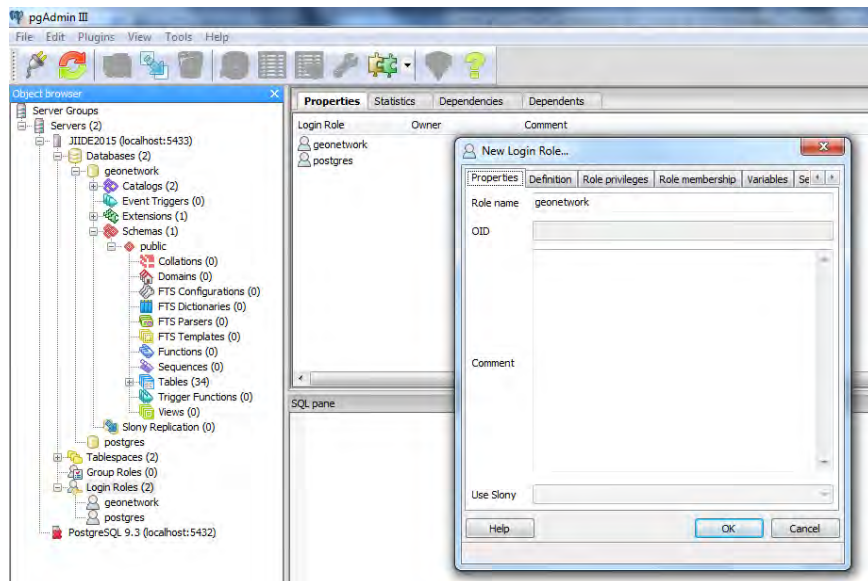 pgAdmin III
File Edit Plugins View Tools Help
Object browser
Server Groups
Servers (2)
JIIDE2015 (localhost:5433)
Databases (2)
geonetwork
Catalogs (2)
Event Triggers (0)
Extensions (1)
Schemas (1)
public
Collations (0)
Domains (0)
FTS Configurations (0)
FTS Dictionaries (0)
FTS Parsers (0)
FTS Templates (0)
Functions (0)
Sequences (0)
Tables (34)
Trigger Functions (0)
Views (0)
Slony Replication (0)
postgres
Tablespaces (2)
Group Roles (0)
Login Roles (2)
geonetwork
postgres
PostgreSQL 9.3 (localhost:5432)
Properties Statistics Dependencies Dependents
Login Role Owner Comment
geonetwork
postgres
SQL pane
New Login Role...
Properties Definition Role privileges Role membership Variables Se
Role name geonetwork
OID
Comment
Use Slony
Help OK Cancel